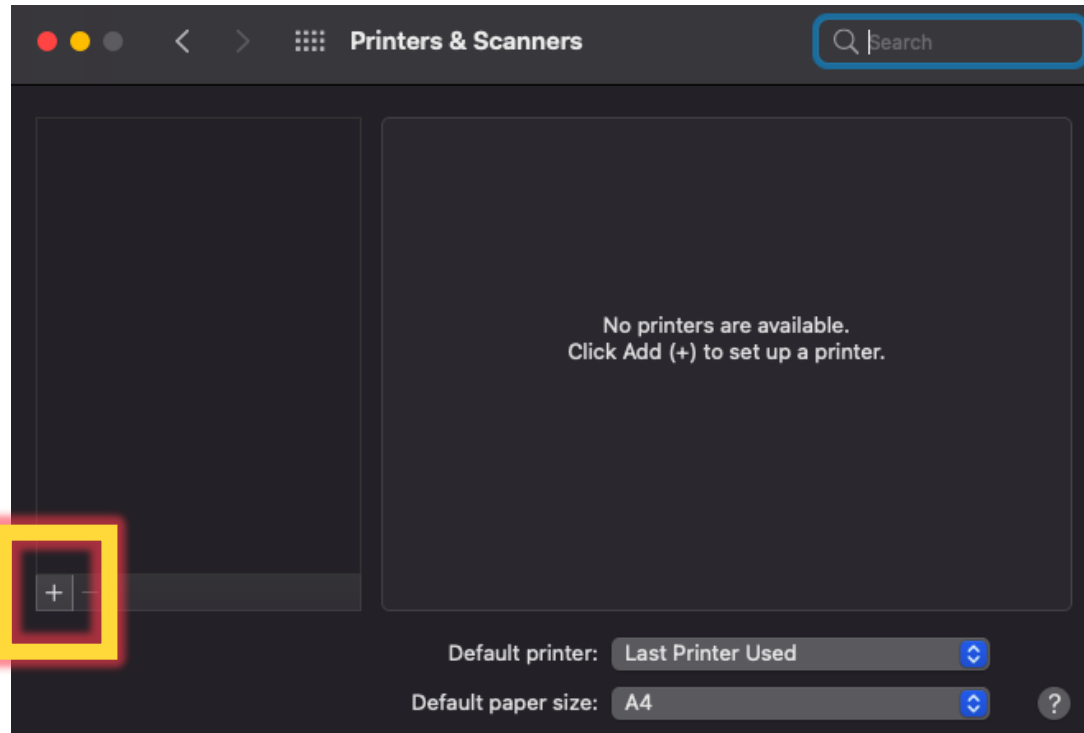 Printers & Scanners
Search
No printers are available.
Click Add (+) to set up a printer.
+ −
Default printer: Last Printer Used
Default paper size: A4
?